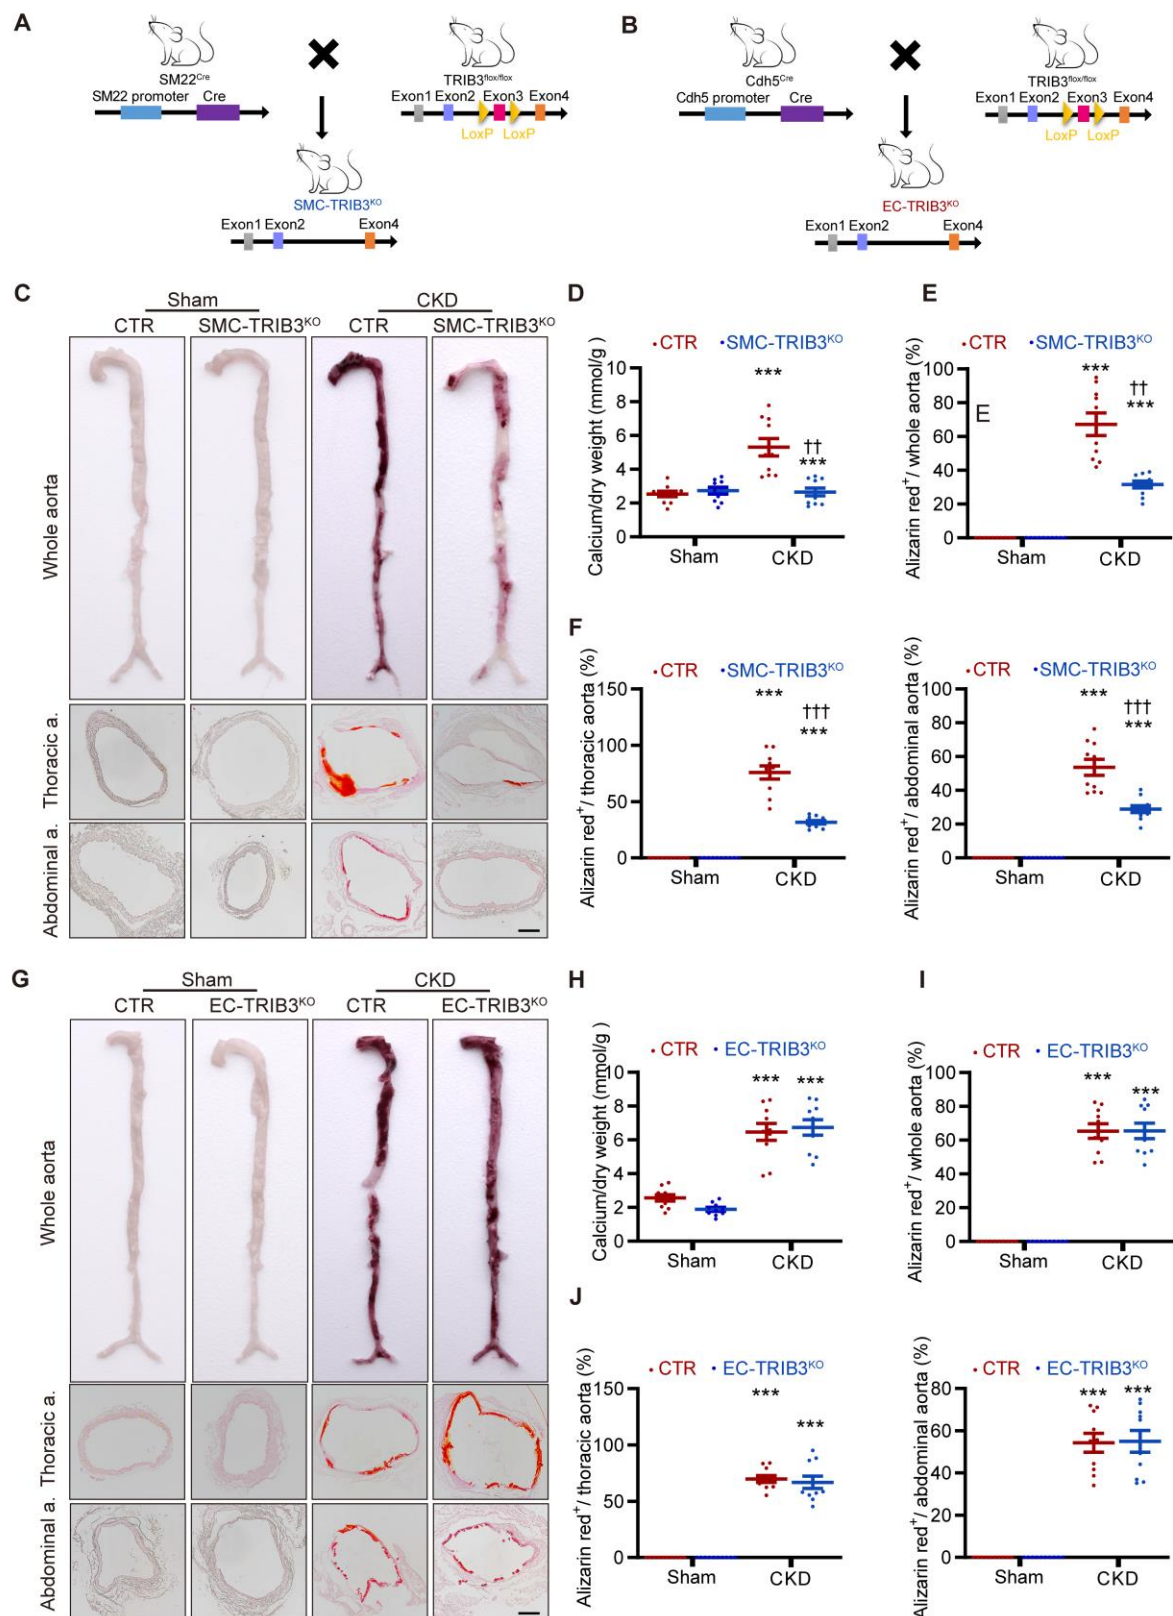 A
SM22Cre
SM22 promoter Cre
TRIB3flox/flox
Exon1 Exon2 Exon3 Exon4
LoxP LoxP
SMC-TRIB3KO
Exon1 Exon2 Exon4
B
Cdh5Cre
Cdh5 promoter Cre
TRIB3flox/flox
Exon1 Exon2 Exon3 Exon4
LoxP LoxP
EC-TRIB3KO
Exon1 Exon2 Exon4
C
Sham CKD
CTR SMC-TRIB3KO CTR SMC-TRIB3KO
Whole aorta
Thoracic a.
Abdominal a.
D
CTR SMC-TRIB3KO
Calcium/dry weight (mmol/g )
10
8
6
4
2
0
***
††
***
Sham CKD
E
CTR SMC-TRIB3KO
Alizarin red+/ whole aorta (%)
100
80
60
40
20
0
E
***
††
***
Sham CKD
F
CTR SMC-TRIB3KO
Alizarin red+/ thoracic aorta (%)
150
100
50
0
***
†††
***
Sham CKD
CTR SMC-TRIB3KO
Alizarin red+/ abdominal aorta (%)
100
80
60
40
20
0
***
†††
***
Sham CKD
G
Sham CKD
CTR EC-TRIB3KO CTR EC-TRIB3KO
Whole aorta
Thoracic a.
Abdominal a.
H
CTR EC-TRIB3KO
Calcium/dry weight (mmol/g )
10
8
6
4
2
0
*** ***
Sham CKD
I
CTR EC-TRIB3KO
Alizarin red+/ whole aorta (%)
100
80
60
40
20
0
*** ***
Sham CKD
J
CTR EC-TRIB3KO
Alizarin red+/ thoracic aorta (%)
150
100
50
0
*** ***
Sham CKD
CTR EC-TRIB3KO
Alizarin red+/ abdominal aorta (%)
80
60
40
20
0
*** ***
Sham CKD